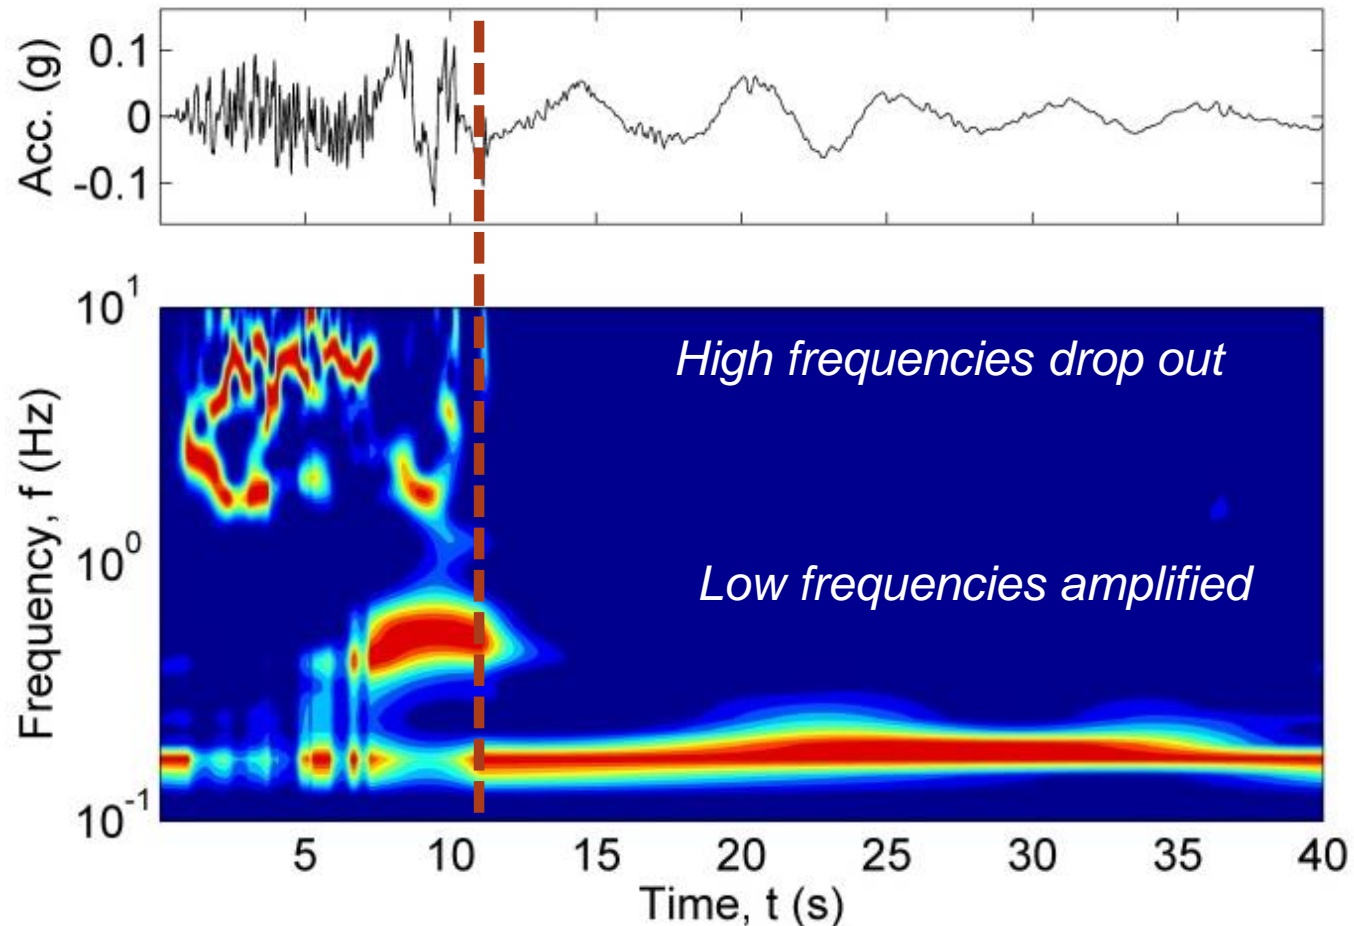 Acc. (g)
0.1
0
-0.1
10^1
High frequencies drop out
Frequency, f (Hz)
10^0
Low frequencies amplified
10^-1
5 10 15 20 25 30 35 40
Time, t (s)